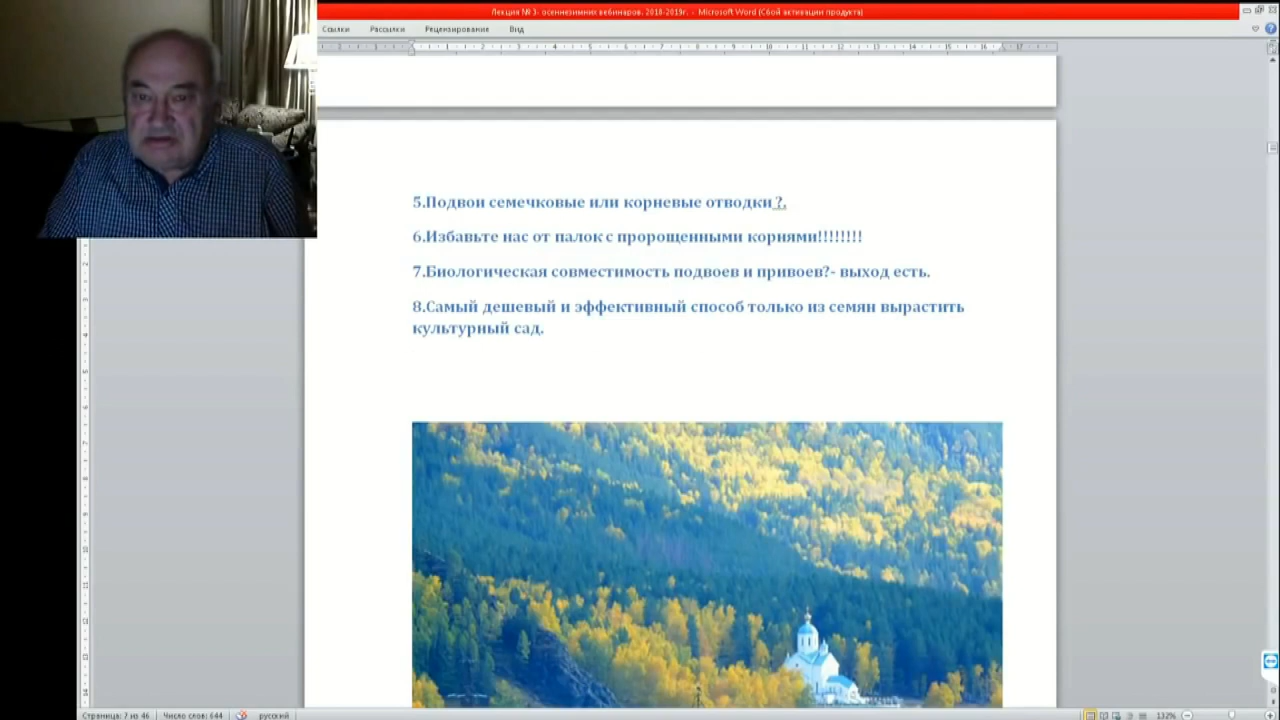 Лекция № 3- осеннезимних вебинаров. 2018-2019г. - Microsoft Word (Сбой активации продукта)
Ссылки Рассылки Рецензирование Вид
5.Подвои семечковые или корневые отводки ?.
6.Избавьте нас от палок с пророщенными корнями!!!!!!!!
7.Биологическая совместимость подвоев и привоев?- выход есть.
8.Самый дешевый и эффективный способ только из семян вырастить
культурный сад.
Страница: 7 из 46 Число слов: 644 русский 132%